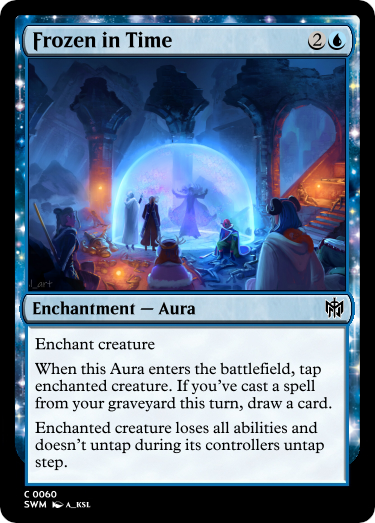 Frozen in Time 2
l_art
Enchantment — Aura
Enchant creature
When this Aura enters the battlefield, tap
enchanted creature. If you've cast a spell
from your graveyard this turn, draw a card.
Enchanted creature loses all abilities and
doesn't untap during its controllers untap
step.
C 0060
SWM A_KSL